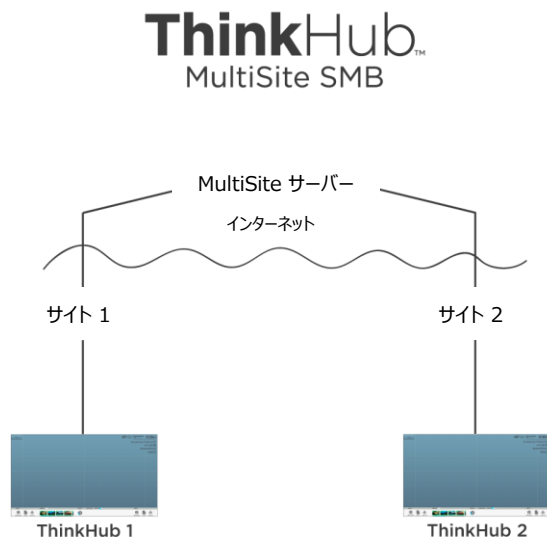 ThinkHub™
MultiSite SMB
MultiSite サーバー
インターネット
サイト 1
サイト 2
ThinkHub 1
ThinkHub 2